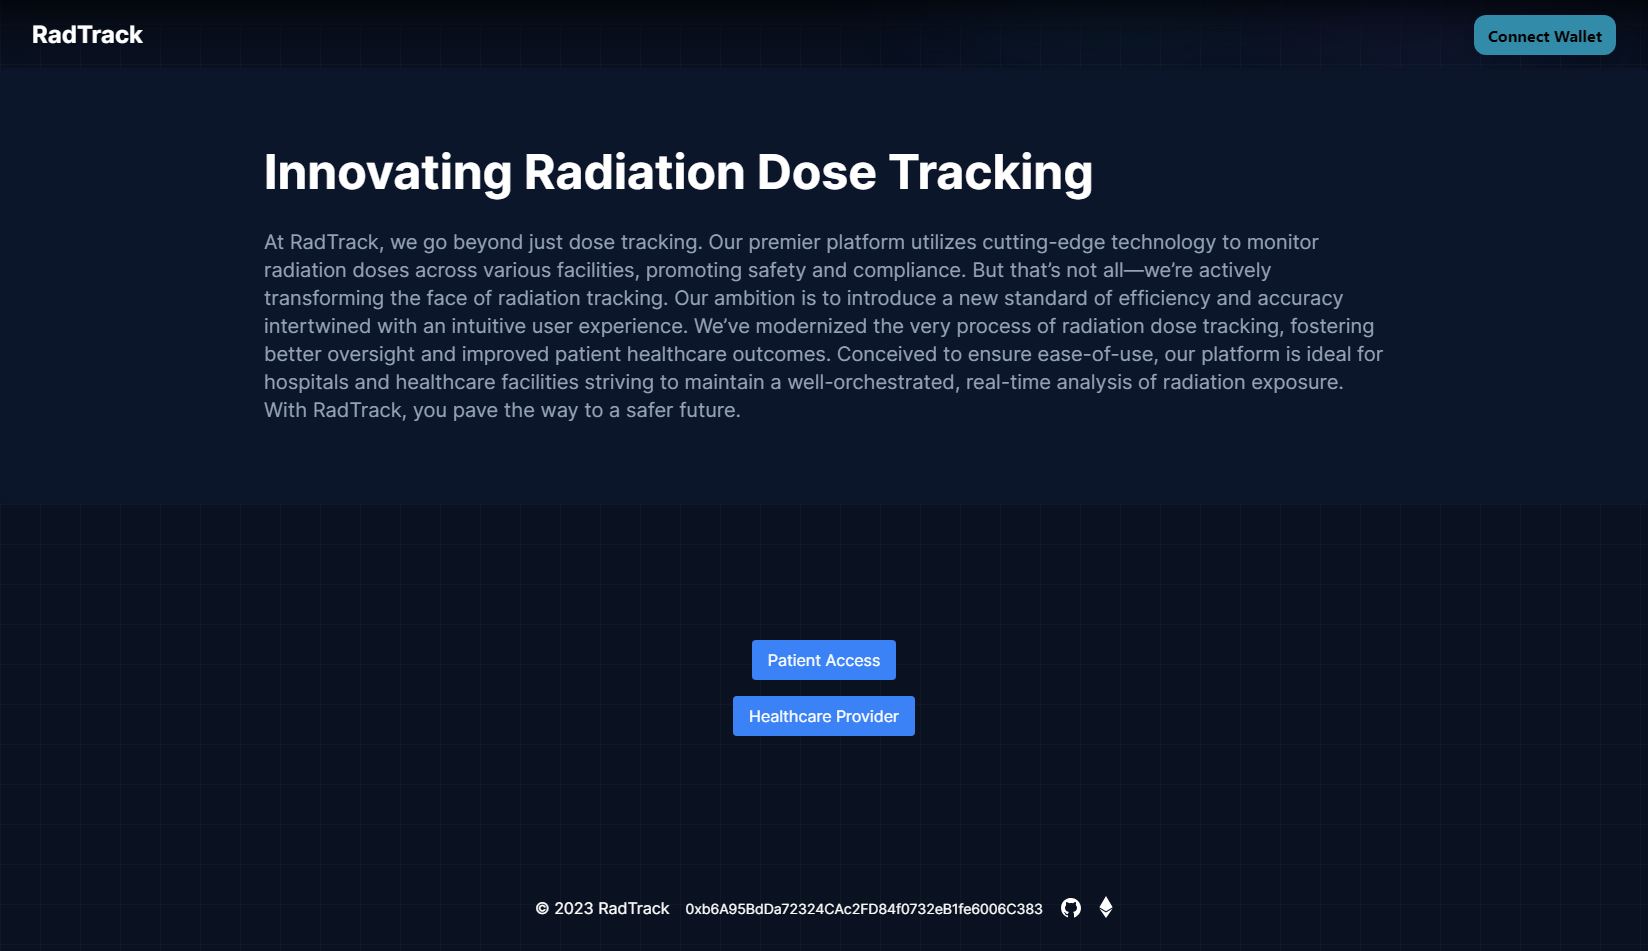 RadTrack
Connect Wallet
Innovating Radiation Dose Tracking
At RadTrack, we go beyond just dose tracking. Our premier platform utilizes cutting-edge technology to monitor
radiation doses across various facilities, promoting safety and compliance. But that’s not all—we’re actively
transforming the face of radiation tracking. Our ambition is to introduce a new standard of efficiency and accuracy
intertwined with an intuitive user experience. We’ve modernized the very process of radiation dose tracking, fostering
better oversight and improved patient healthcare outcomes. Conceived to ensure ease-of-use, our platform is ideal for
hospitals and healthcare facilities striving to maintain a well-orchestrated, real-time analysis of radiation exposure.
With RadTrack, you pave the way to a safer future.
Patient Access
Healthcare Provider
© 2023 RadTrack 0xb6A95BdDa72324CAc2FD84f0732eB1fe6006C383